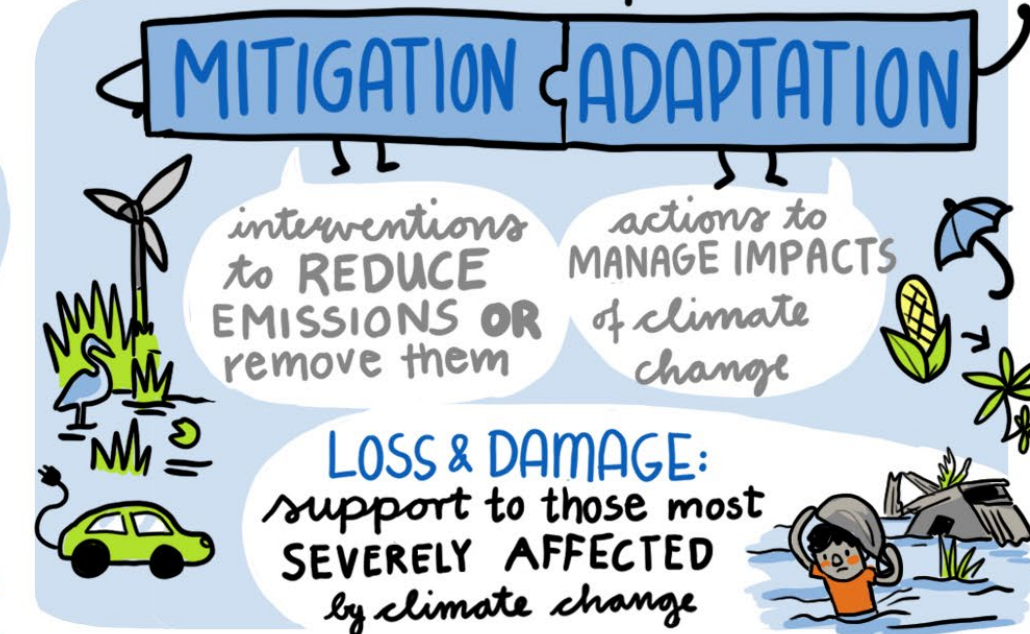 MITIGATION
ADAPTATION
interventions
to REDUCE
EMISSIONS OR
remove them
actions to
MANAGE IMPACTS
of climate
change
LOSS & DAMAGE:
support to those most
SEVERELY AFFECTED
by climate change